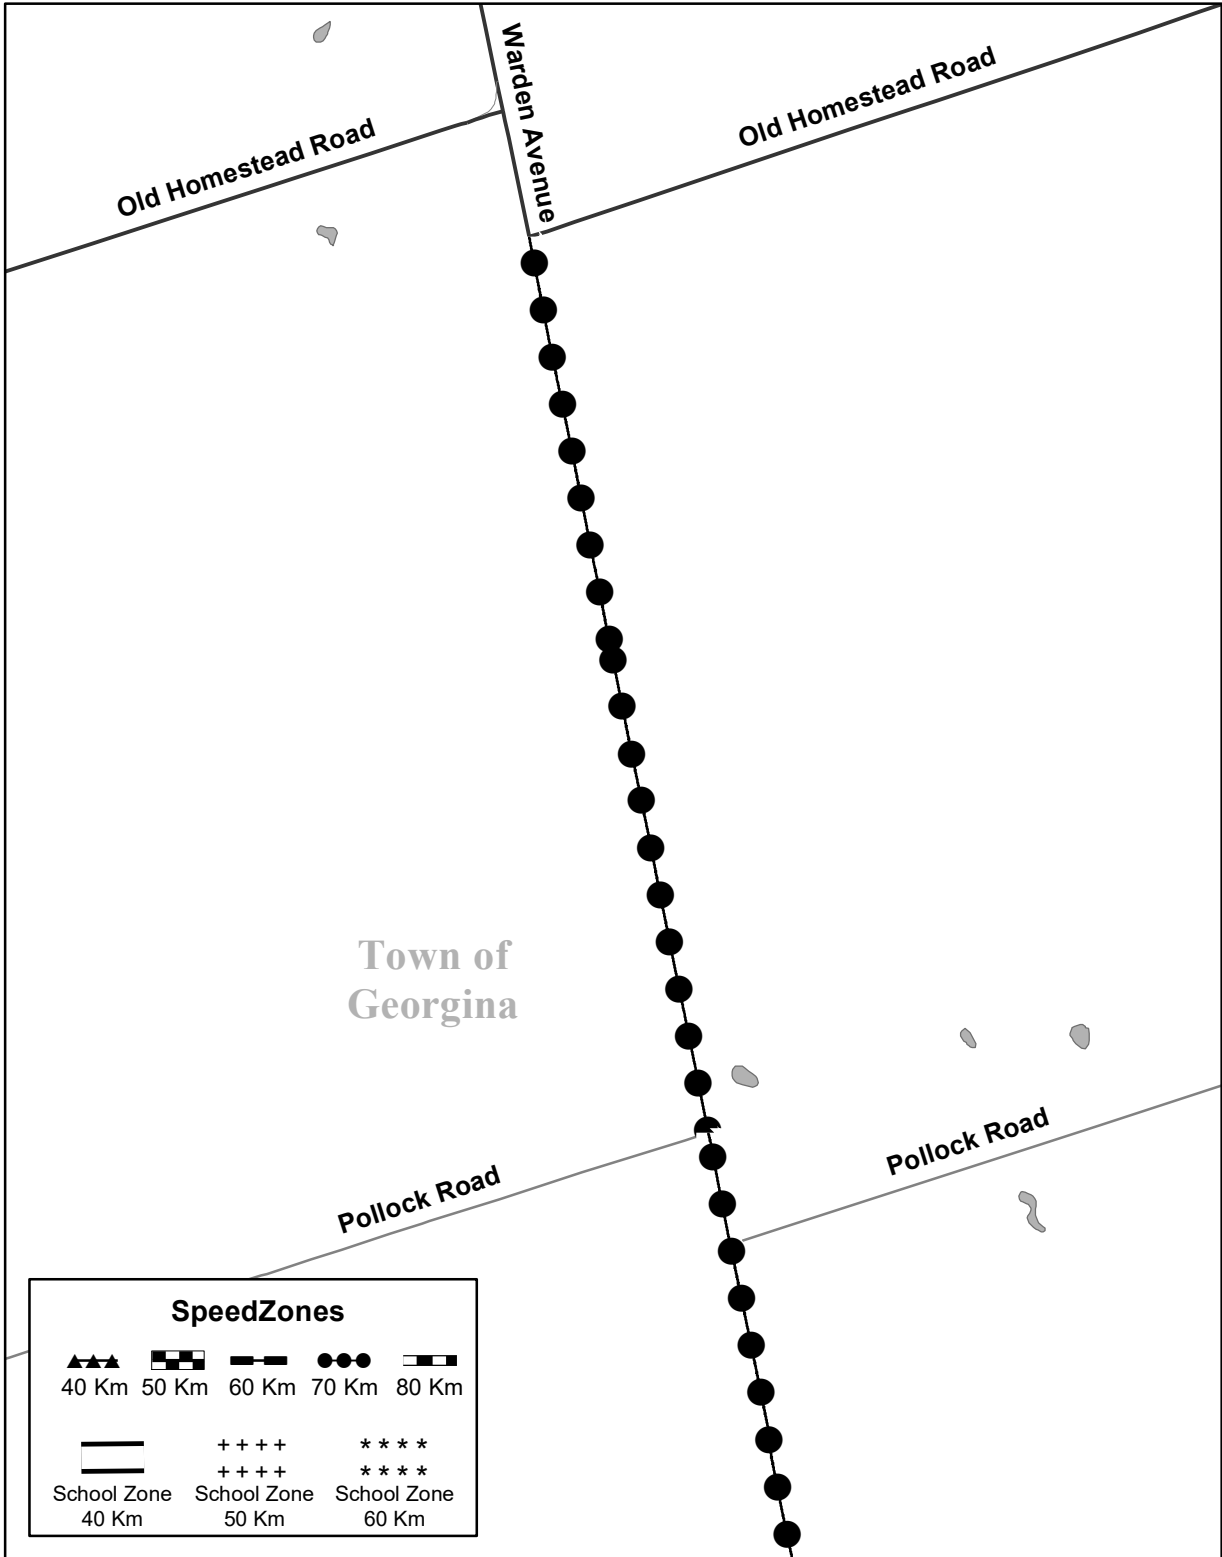 Warden Avenue
Old Homestead Road
Old Homestead Road
Town of
Georgina
Pollock Road
Pollock Road
SpeedZones
40 Km 50 Km 60 Km 70 Km 80 Km
+ + + + * * * *
+ + + + * * * *
School Zone School Zone School Zone
40 Km 50 Km 60 Km